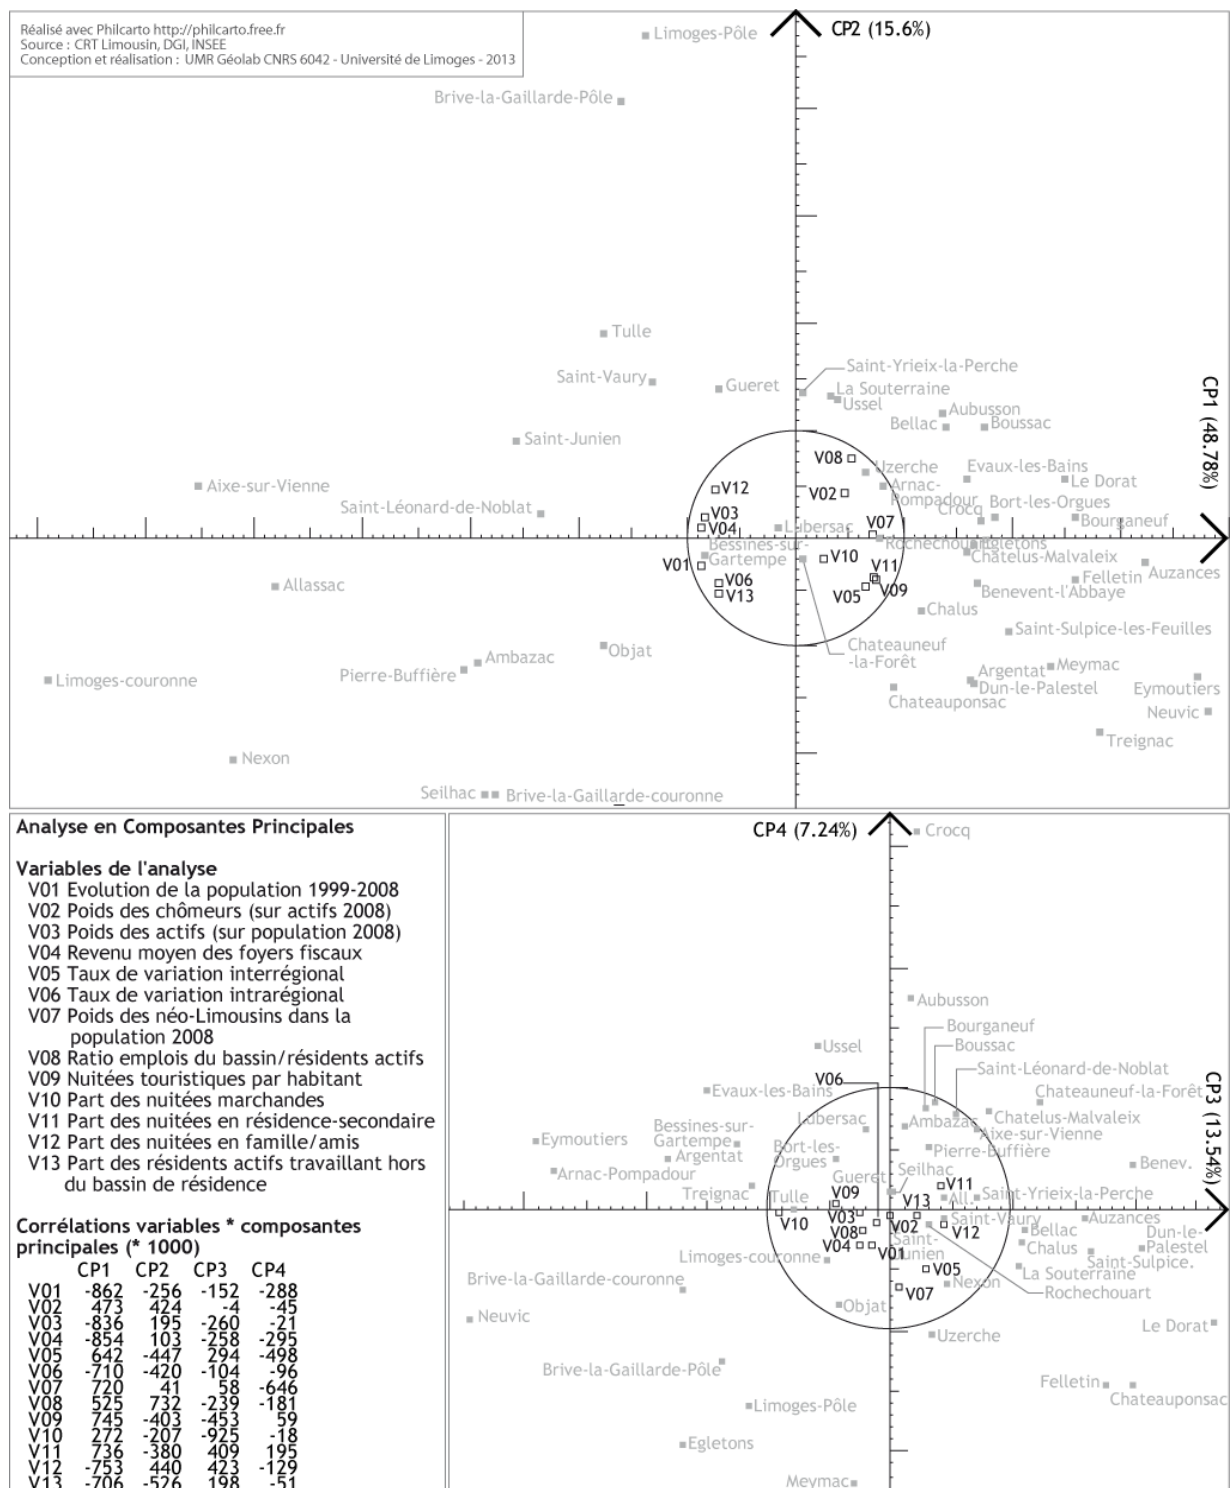 Réalisé avec Philcarto http://philcarto.free.fr
Source : CRT Limousin, DGI, INSEE
Conception et réalisation : UMR Géolab CNRS 6042 - Université de Limoges - 2013
CP2 (15.6%)
Limoges-Pôle
Brive-la-Gaillarde-Pôle
Tulle
Saint-Vaury
Gueret
Saint-Yrieix-la-Perche
La Souterraine
Ussel
Aubusson
Bellac
Boussac
CP1 (48.78%)
Saint-Junien
V08
Uzerche
Evaux-les-Bains
Le Dorat
Aixe-sur-Vienne
V12
V02
Arnac-
Pompadour
Saint-Léonard-de-Noblat
V03
V04
Lubersac
V07
Crocq
Bort-les-Orgues
Bourganeuf
Bessines-sur-
Gartempe
V01
V10
Rochechouart
Egletons
Châtelus-Malvaleix
Auzances
Allassac
V06
V13
V11
V09
V05
Felletin
Benevent-l'Abbaye
Chalus
Saint-Sulpice-les-Feuilles
Objat
Chateauneuf
-la-Forêt
Ambazac
Pierre-Buffière
Limoges-couronne
Argentat
Meymac
Dun-le-Palestel
Eymoutiers
Chateauponsac
Neuvic
Treignac
Nexon
Seilhac
Brive-la-Gaillarde-couronne
Analyse en Composantes Principales
Variables de l'analyse
V01 Evolution de la population 1999-2008
V02 Poids des chômeurs (sur actifs 2008)
V03 Poids des actifs (sur population 2008)
V04 Revenu moyen des foyers fiscaux
V05 Taux de variation interrégional
V06 Taux de variation intrarégional
V07 Poids des néo-Limousins dans la
population 2008
V08 Ratio emplois du bassin/résidents actifs
V09 Nuitées touristiques par habitant
V10 Part des nuitées marchandes
V11 Part des nuitées en résidence-secondaire
V12 Part des nuitées en famille/amis
V13 Part des résidents actifs travaillant hors
du bassin de résidence
Corrélations variables * composantes
principales (* 1000)
CP1 CP2 CP3 CP4
V01 -862 -256 -152 -288
V02 473 424 -4 -45
V03 -836 195 -260 -21
V04 -854 103 -258 -295
V05 642 -447 294 -498
V06 -710 -420 -104 -96
V07 720 41 58 -646
V08 525 732 -239 -181
V09 745 -403 -453 59
V10 272 -207 -925 -18
V11 736 -380 409 195
V12 -753 440 423 -129
V13 -706 -526 198 -51
CP4 (7.24%)
Crocq
Aubusson
Bourganeuf
Boussac
Ussel
Saint-Léonard-de-Noblat
V06
CP3 (13.54%)
Evaux-les-Bains
Chateauneuf-la-Forêt
Lubersac
Ambazac
Chatelus-Malvaleix
Aixe-sur-Vienne
Bessines-sur-
Gartempe
Eymoutiers
Bort-les-
Orgues
Pierre-Buffière
Argentat
Arnac-Pompadour
Gueret
Seilhac
Benev.
Treignac
V09
V11
Tulle
V13
All.
Saint-Yrieix-la-Perche
V10
V03
V08
V02
Saint-Vaury
V12
Auzances
Bellac
Dun-le-
Palestel
V04
V01
Saint-
Junien
Chalus
Saint-Sulpice.
Limoges-couronne
V05
La Souterraine
Brive-la-Gaillarde-couronne
V07
Nexon
Rochechouart
Neuvic
Objat
Le Dorat
Uzerche
Brive-la-Gaillarde-Pôle
Felletin
Chateauponsac
Limoges-Pôle
Egletons
Meymac